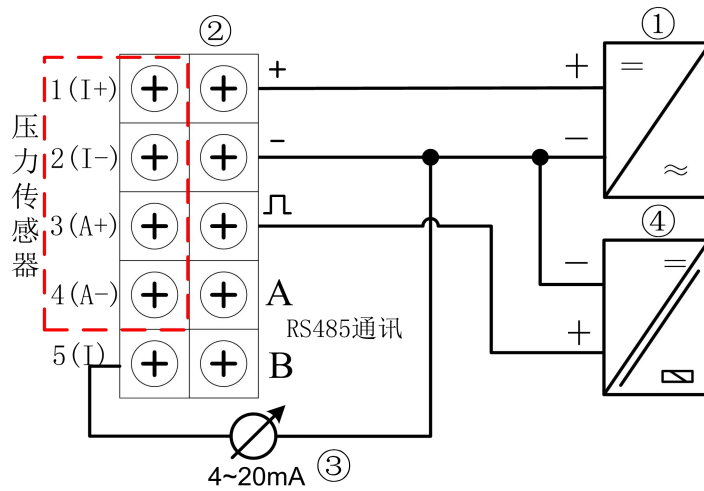 ②
①
1(I+)
+
+
=
2(I-)
-
-
≈
3(A+)
④
4(A-)
A
-
=
RS485通讯
+
5(I)
B
压力传感器
4~20mA
③